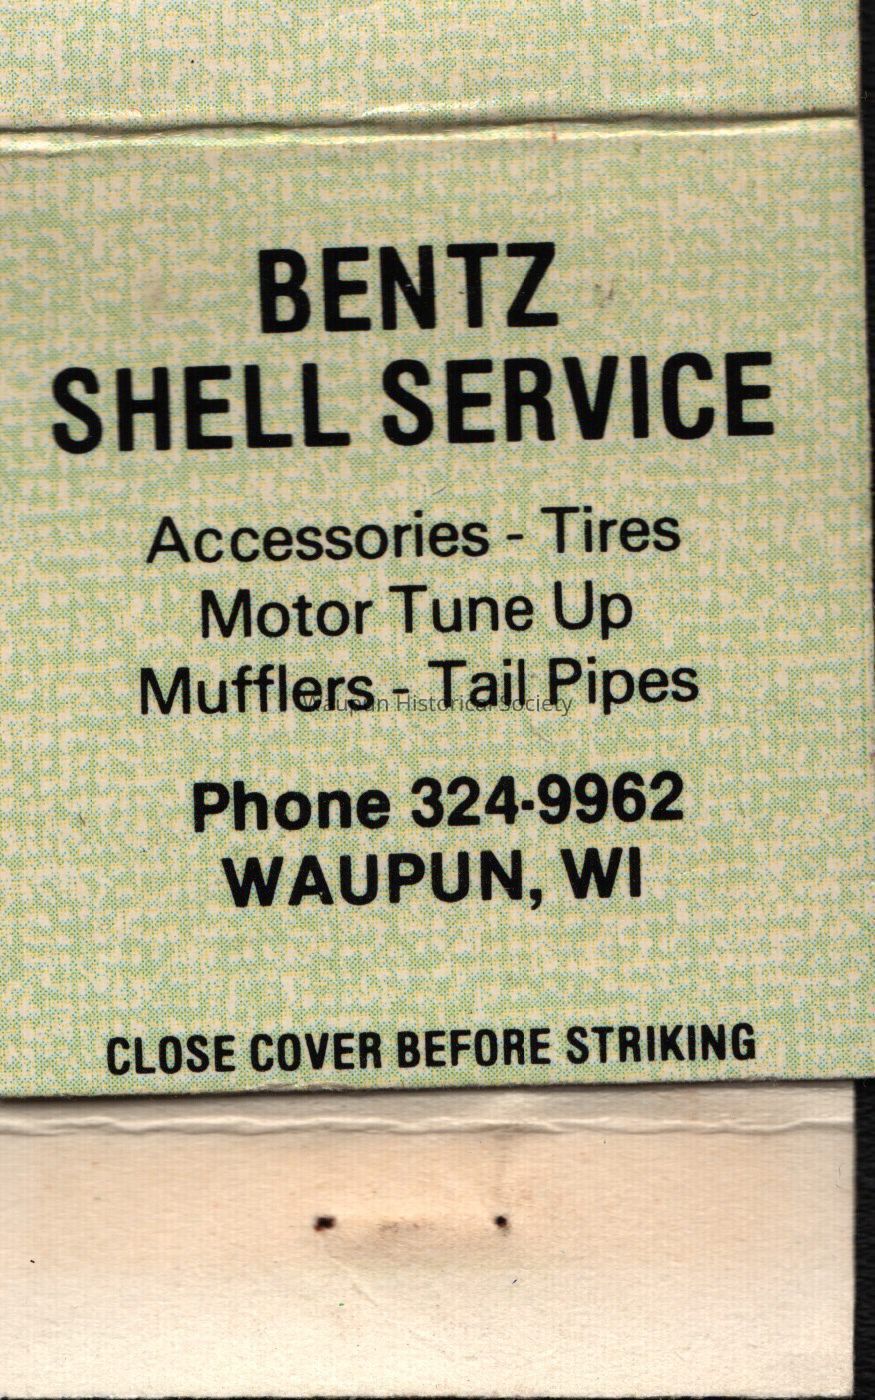 BENTZ
SHELL SERVICE
Accessories - Tires
Motor Tune Up
Mufflers - Tail Pipes
Waupun Historical Society
Phone 324-9962
WAUPUN, WI
CLOSE COVER BEFORE STRIKING